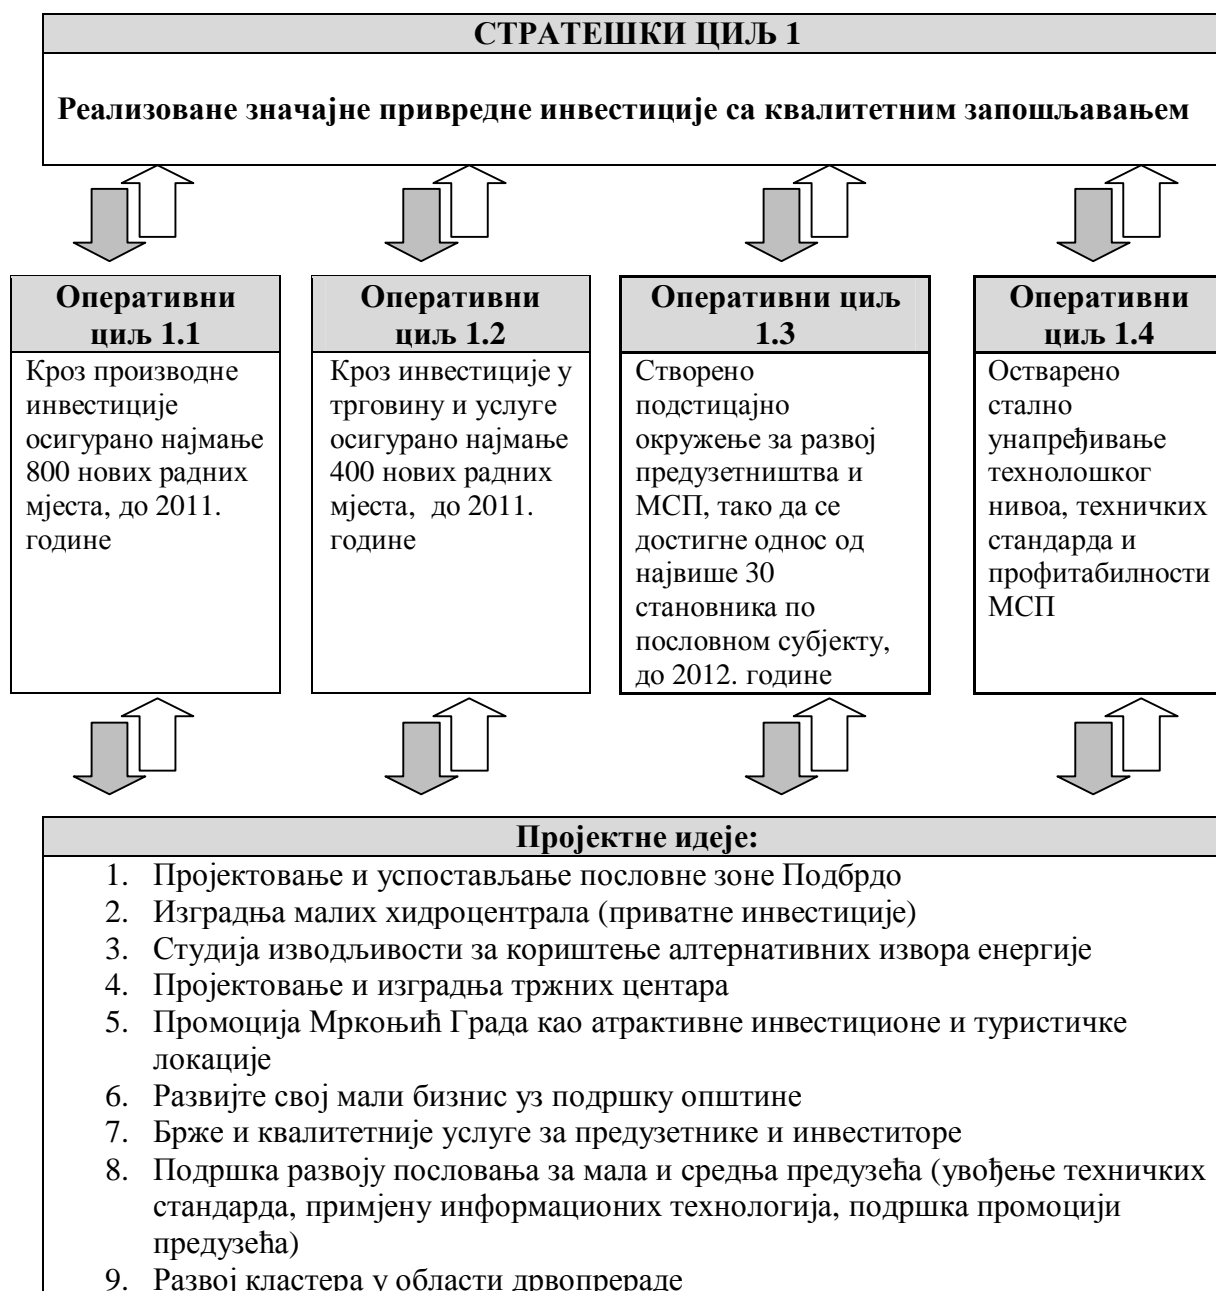 СТРАТЕШКИ ЦИЉ 1
Реализоване значајне привредне инвестиције са квалитетним запошљавањем
Оперативни
циљ 1.1
Кроз производне
инвестиције
осигурано најмање
800 нових радних
мјеста, до 2011.
године
Оперативни
циљ 1.2
Кроз инвестиције у
трговину и услуге
осигурано најмање
400 нових радних
мјеста, до 2011.
године
Оперативни циљ
1.3
Створено
подстицајно
окружење за развој
предузетништва и
МСП, тако да се
достигне однос од
највише 30
становника по
пословном субјекту,
до 2012. године
Оперативни
циљ 1.4
Остварено
стално
унапређивање
технолошког
нивоа, техничких
стандарда и
профитабилности
МСП
Пројектне идеје:
1. Пројектовање и успостављање пословне зоне Подбрдо
2. Изградња малих хидроцентрала (приватне инвестиције)
3. Студија изводљивости за кориштење алтернативних извора енергије
4. Пројектовање и изградња тржних центара
5. Промоција Мркоњић Града као атрактивне инвестиционе и туристичке
локације
6. Развијте свој мали бизнис уз подршку општине
7. Брже и квалитетније услуге за предузетнике и инвеститоре
8. Подршка развоју пословања за мала и средња предузећа (увођење техничких
стандарда, примјену информационих технологија, подршка промоцији
предузећа)
9. Развој кластера у области дрвопрераде